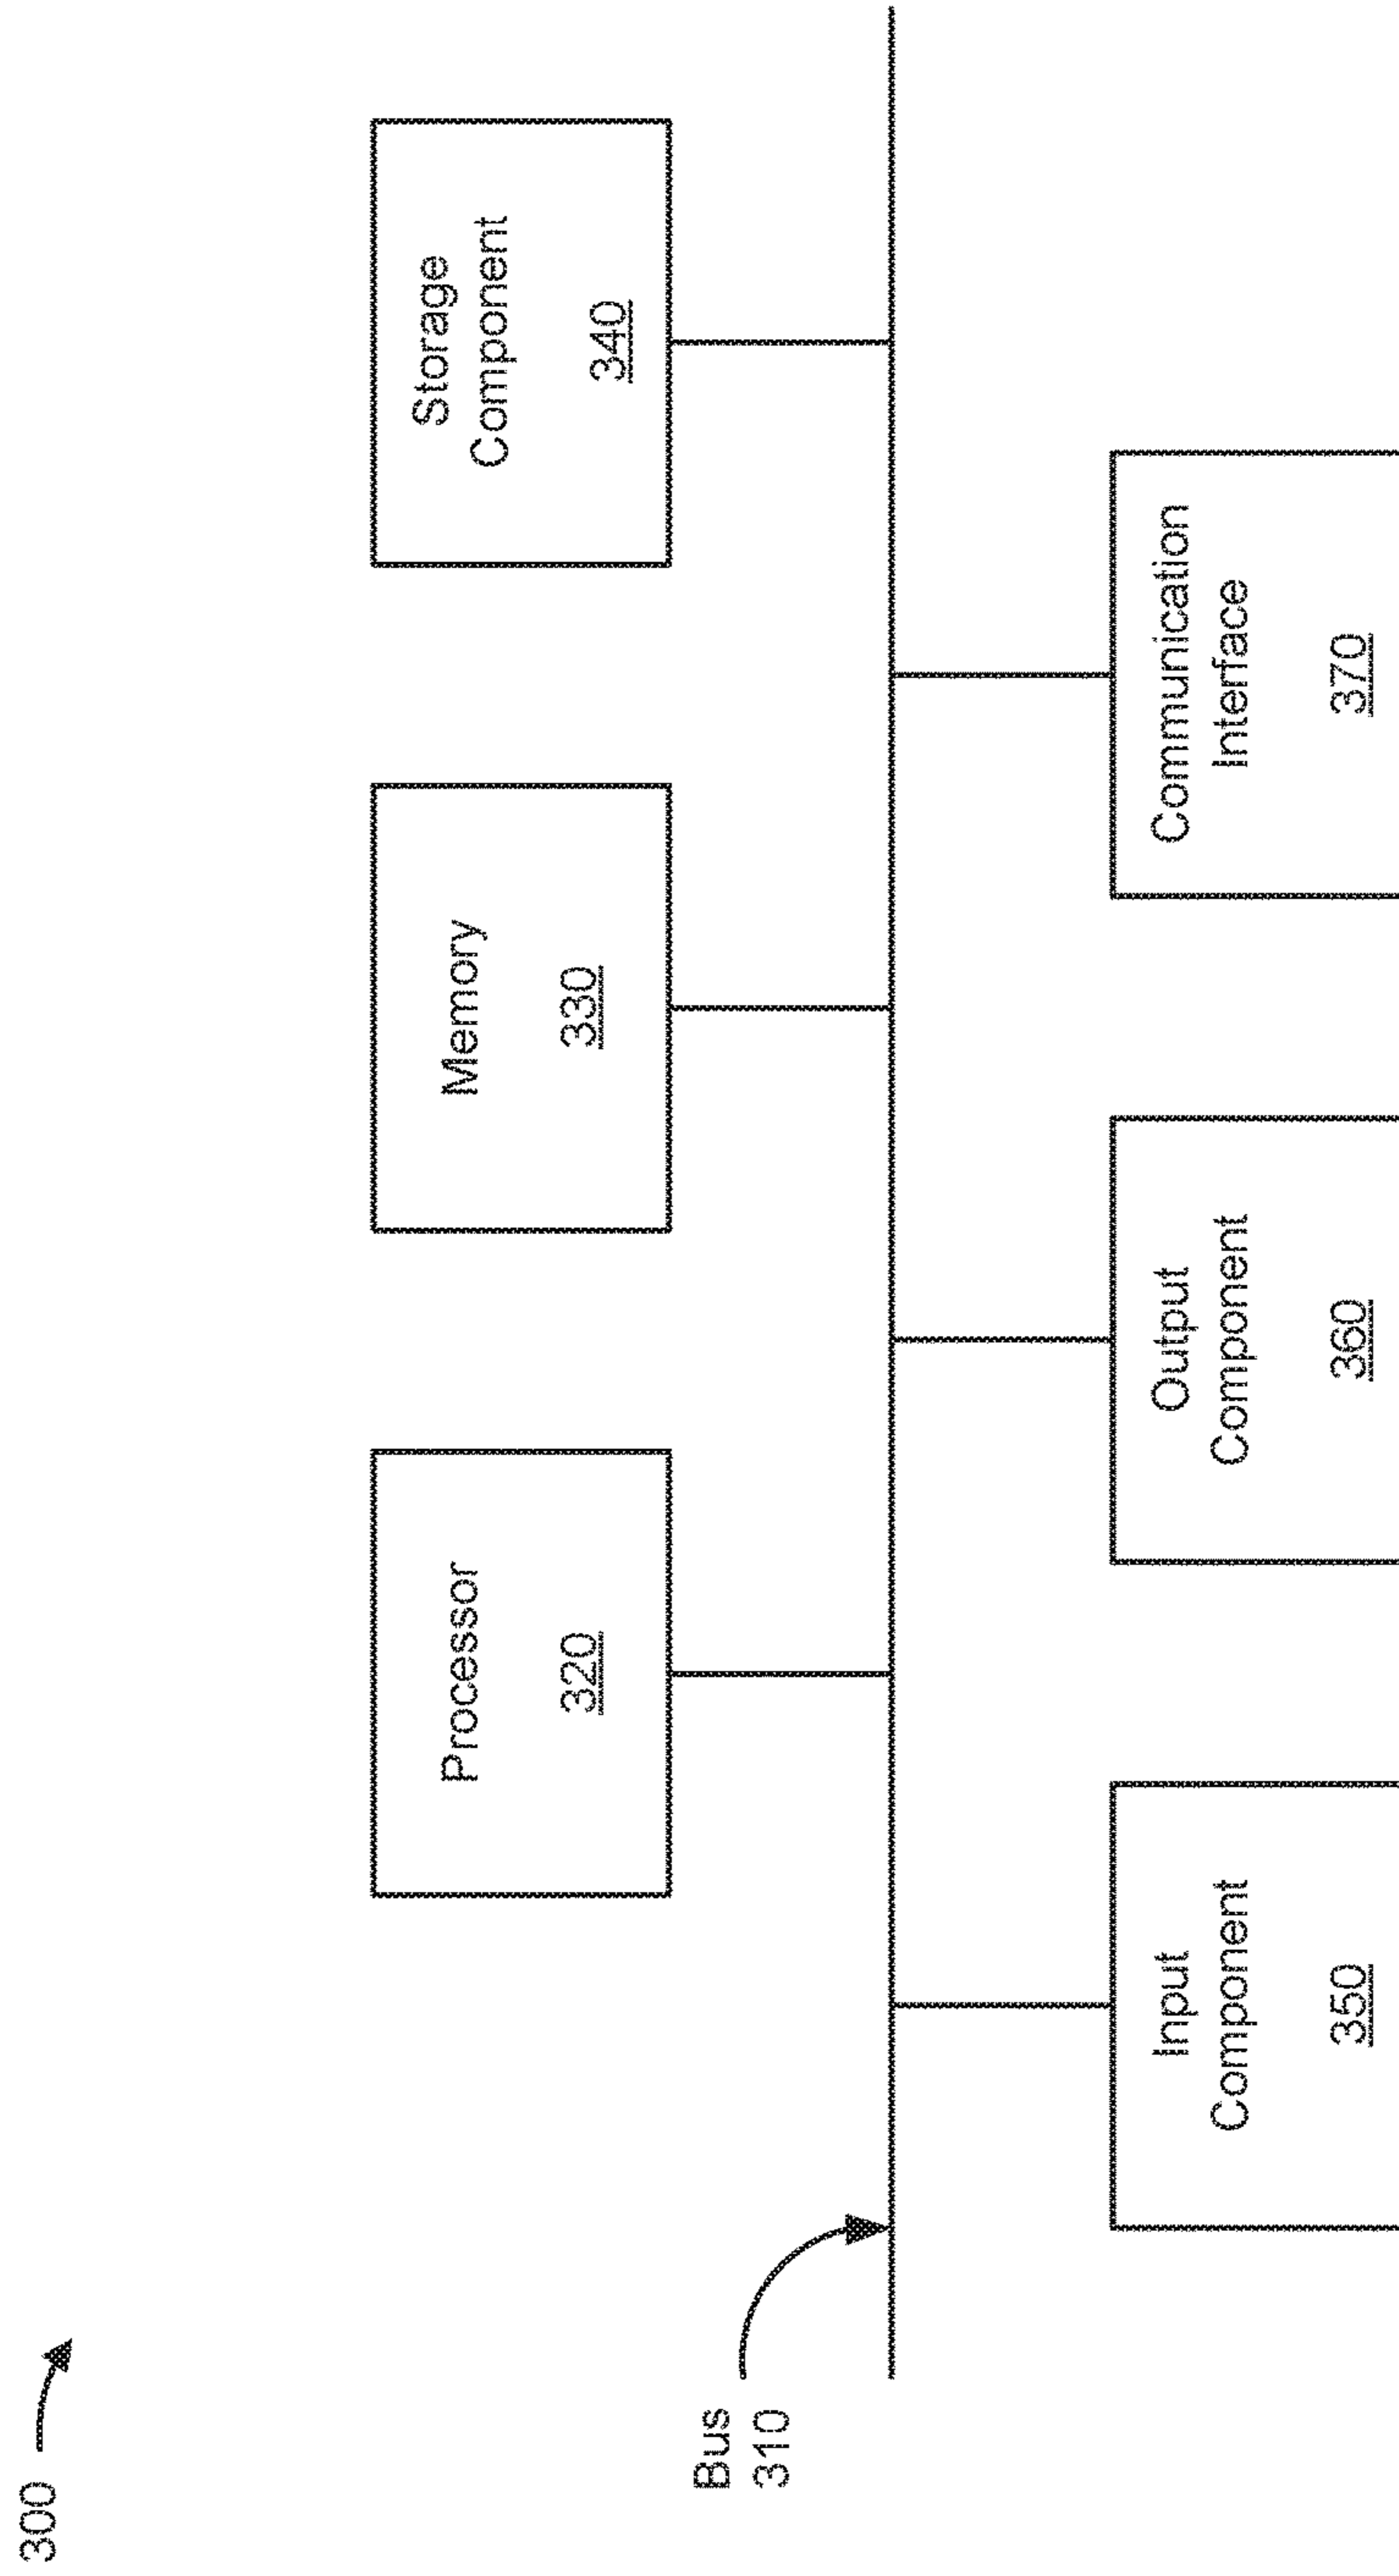 300
Processor
320
Memory
330
Storage
Component
340
Bus
310
Input
Component
350
Output
Component
360
Communication
Interface
370